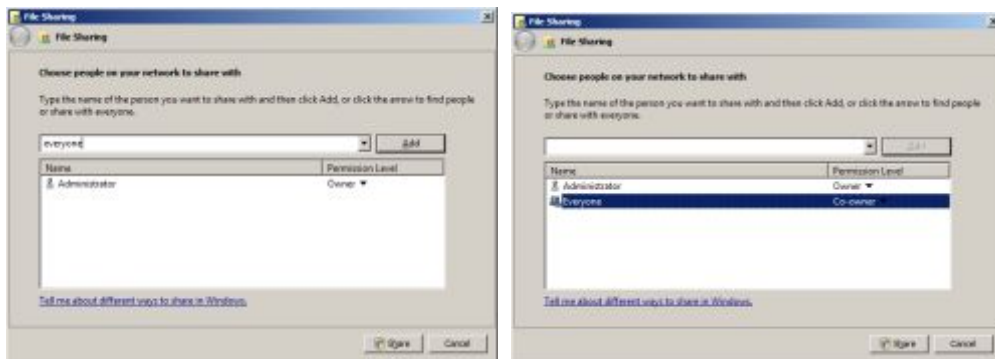 File Sharing
File Sharing
Choose people on your network to share with
Type the name of the person you want to share with and then click Add, or click the arrow to find people
or share with everyone.
everyone
Add
Name Permission Level
Administrator Owner
Tell me about different ways to share in Windows.
Share Cancel
File Sharing
File Sharing
Choose people on your network to share with
Type the name of the person you want to share with and then click Add, or click the arrow to find people
or share with everyone.
Add
Name Permission Level
Administrator Owner
Everyone Co-owner
Tell me about different ways to share in Windows.
Share Cancel